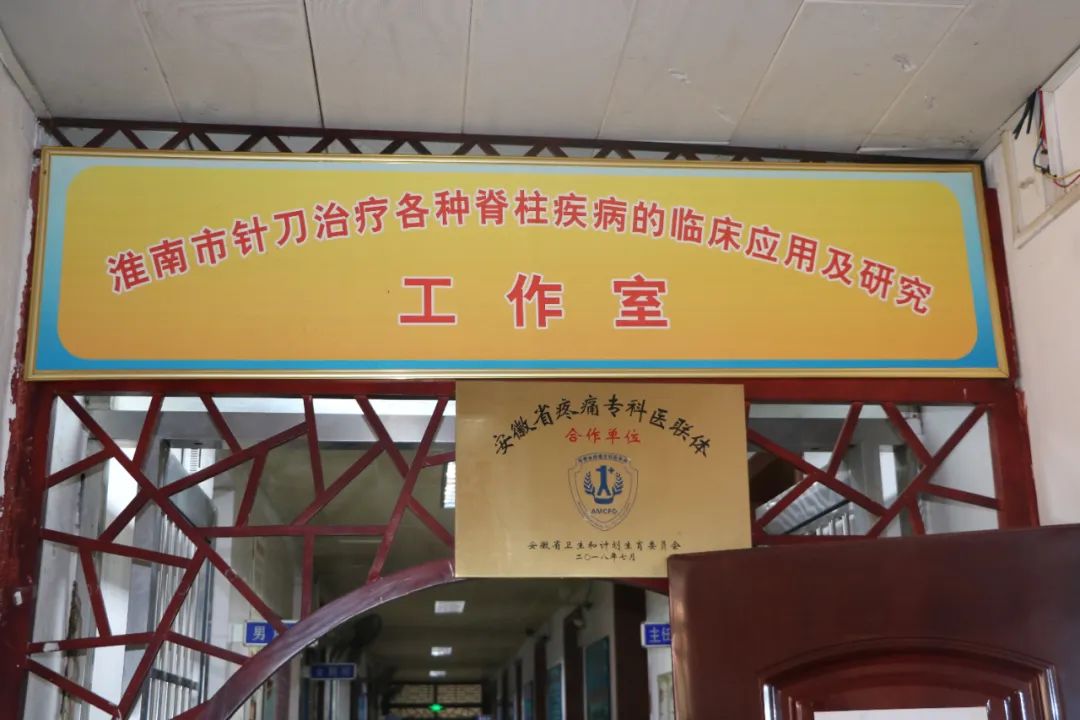 淮南市针刀治疗各种脊柱疾病的临床应用及研究
工作室
安徽省疼痛专科医联体
合作单位
1+
AMCFO
安徽省卫生和计划生育委员会
二〇一八年七月
男
主任